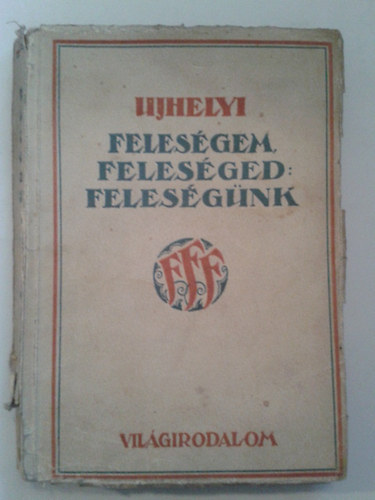 UJHELYI
FELESÉGEM,
FELESÉGED:
FELESÉGÜNK
FFF
VILÁGIRODALOM